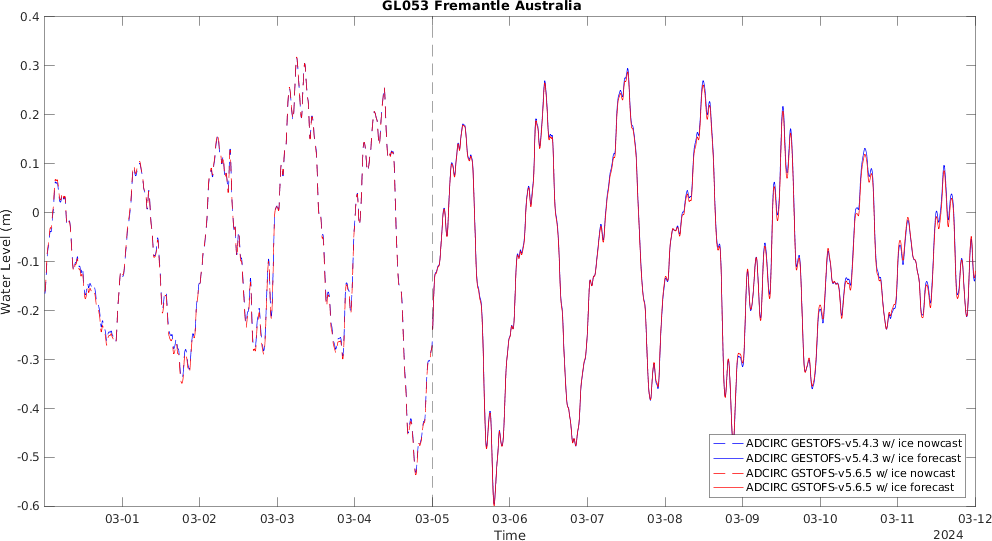 GL053 Fremantle Australia
0.4
0.3
0.2
0.1
0
-0.1
-0.2
-0.3
-0.4
-0.5
-0.6
Water Level (m)
ADCIRC GESTOFS-v5.4.3 w/ ice nowcast
ADCIRC GESTOFS-v5.4.3 w/ ice forecast
ADCIRC GSTOFS-v5.6.5 w/ ice nowcast
ADCIRC GSTOFS-v5.6.5 w/ ice forecast
03-01 03-02 03-03 03-04 03-05 03-06 03-07 03-08 03-09 03-10 03-11 03-12
Time
2024